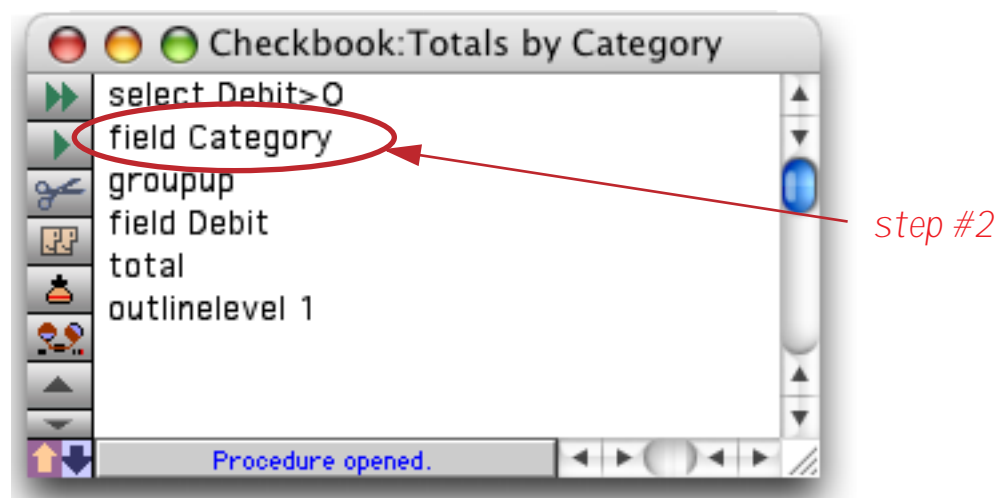 Checkbook:Totals by Category
select Debit>0
field Category
groupup
field Debit
total
outlinelevel 1
step #2
Procedure opened.